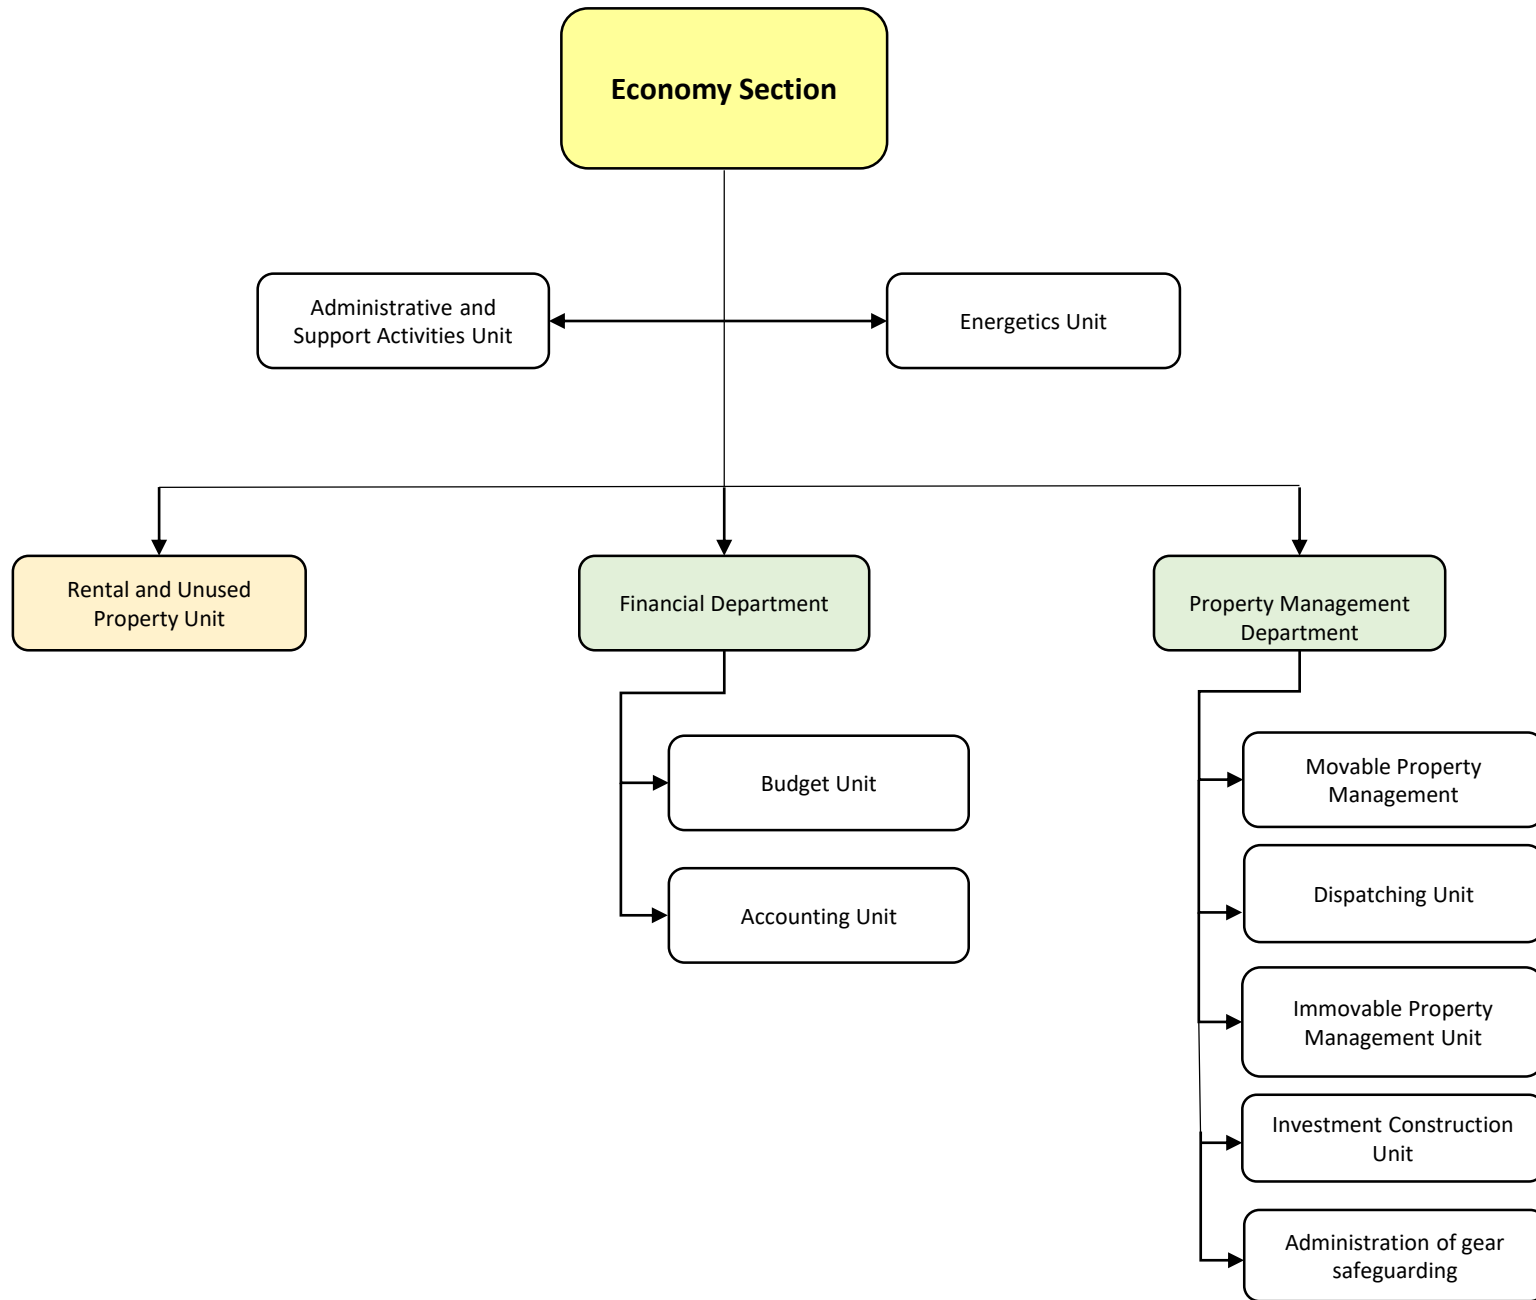 Economy Section
Administrative and
Support Activities Unit
Energetics Unit
Rental and Unused
Property Unit
Financial Department
Property Management
Department
Budget Unit
Accounting Unit
Movable Property
Management
Dispatching Unit
Immovable Property
Management Unit
Investment Construction
Unit
Administration of gear
safeguarding